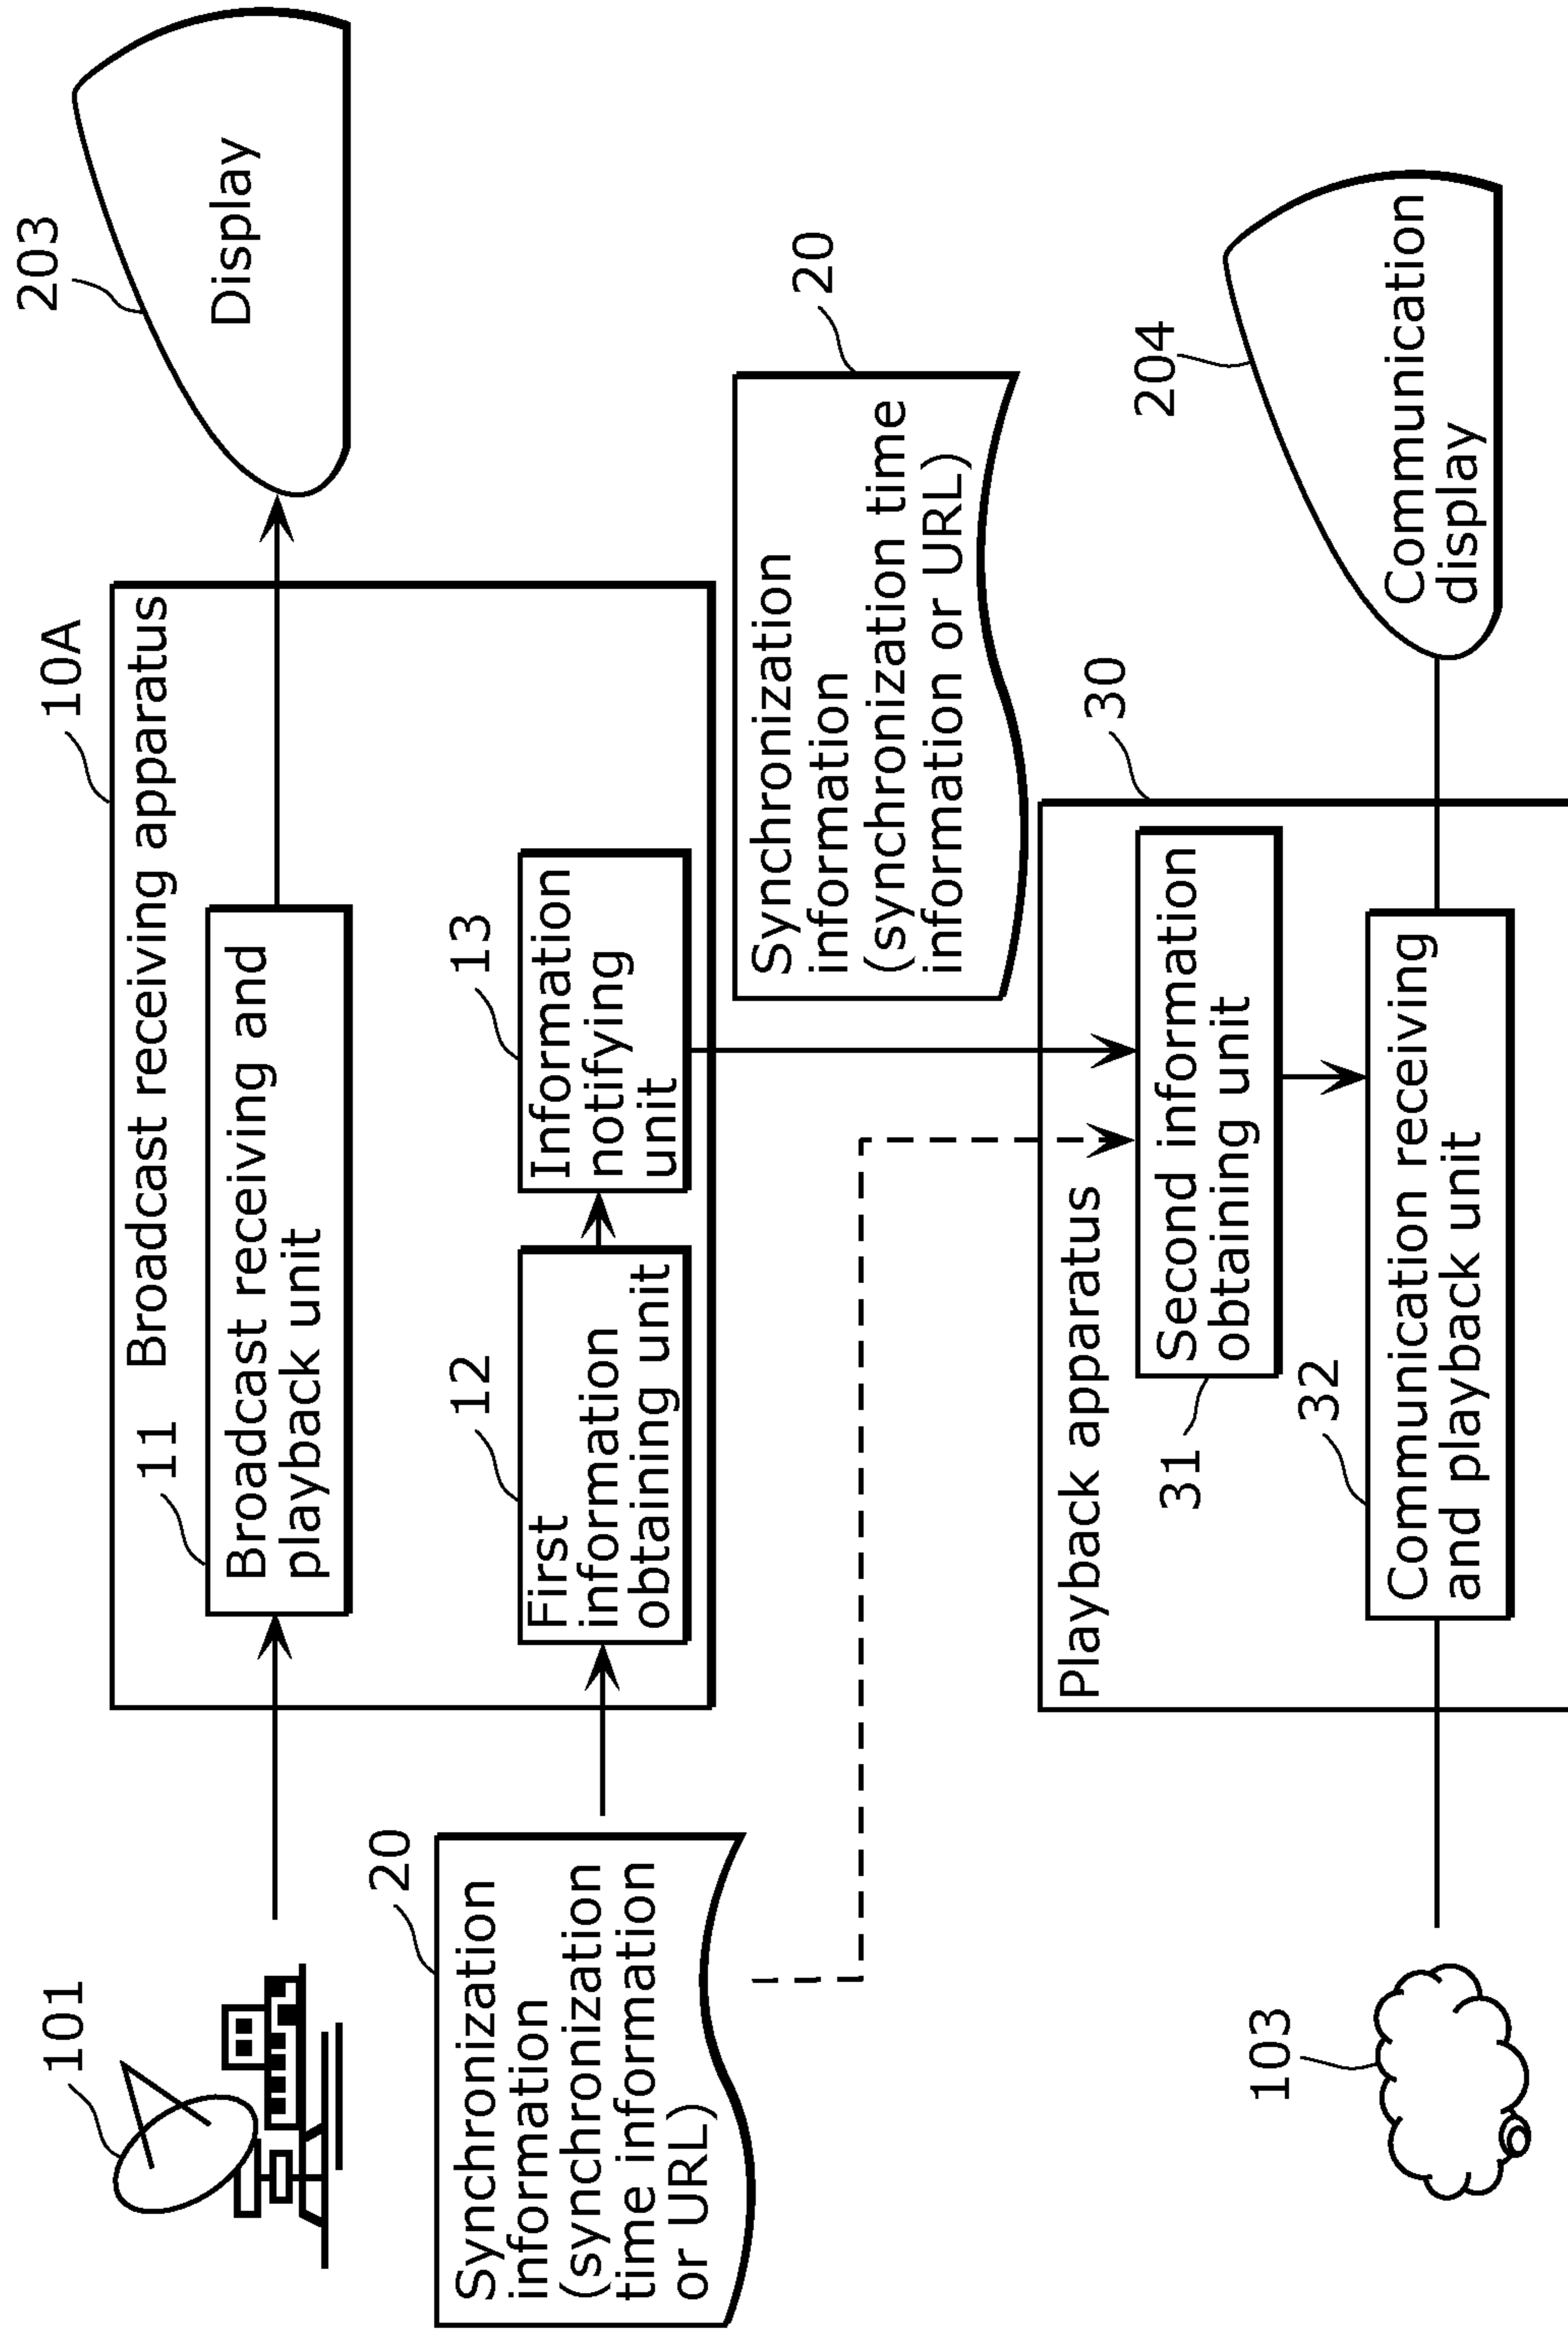 101
10A
203
11
Broadcast receiving apparatus
Broadcast receiving and
playback unit
Display
20
Synchronization
information
(synchronization
time information
or URL)
12
First
information
obtaining unit
13
Information
notifying
unit
20
Synchronization
information
(synchronization time
information or URL)
30
Playback apparatus
31
Second information
obtaining unit
103
32
Communication receiving
and playback unit
204
Communication
display